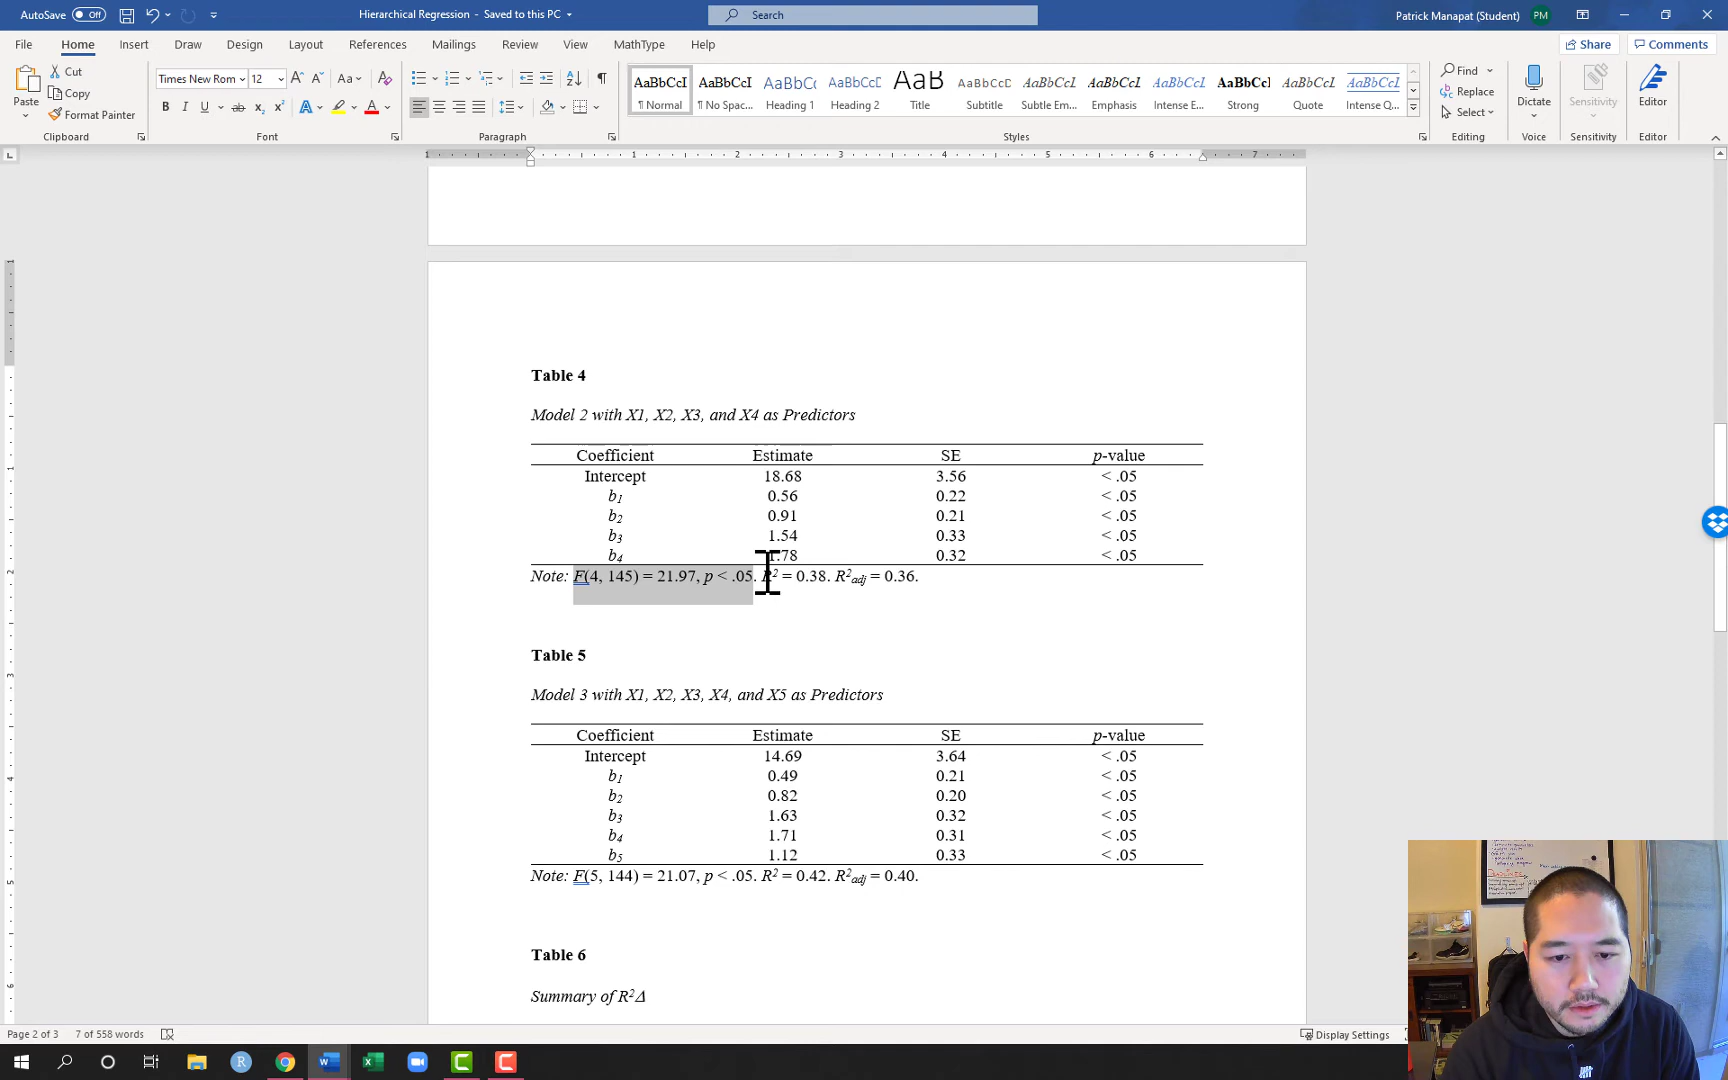 AutoSave Off
Hierarchical Regression - Saved to this PC
Search
Patrick Manapat (Student) PM
File Home Insert Draw Design Layout References Mailings Review View MathType Help
Share Comments
Paste
Cut
Copy
Format Painter
Clipboard
Times New Rom 12
Font
Paragraph
AaBbCcI AaBbCcI AaBbC AaBbCcI AaB AaBbCcD AaBbCcD AaBbCcI AaBbCcI AaBbCcI AaBbCcD AaBbCcI
¶ Normal ¶ No Spac... Heading 1 Heading 2 Title Subtitle Subtle Em... Emphasis Intense E... Strong Quote Intense Q...
Styles
Find
Replace
Select
Editing
Dictate
Voice
Sensitivity
Sensitivity
Editor
Editor
Table 4
Model 2 with X1, X2, X3, and X4 as Predictors
Coefficient Estimate SE p-value
Intercept 18.68 3.56 < .05
b1 0.56 0.22 < .05
b2 0.91 0.21 < .05
b3 1.54 0.33 < .05
b4 1.78 0.32 < .05
Note: F(4, 145) = 21.97, p < .05. R² = 0.38. R²adj = 0.36.
Table 5
Model 3 with X1, X2, X3, X4, and X5 as Predictors
Coefficient Estimate SE p-value
Intercept 14.69 3.64 < .05
b1 0.49 0.21 < .05
b2 0.82 0.20 < .05
b3 1.63 0.32 < .05
b4 1.71 0.31 < .05
b5 1.12 0.33 < .05
Note: F(5, 144) = 21.07, p < .05. R² = 0.42. R²adj = 0.40.
Table 6
Summary of R²Δ
Page 2 of 3 7 of 558 words
Display Settings